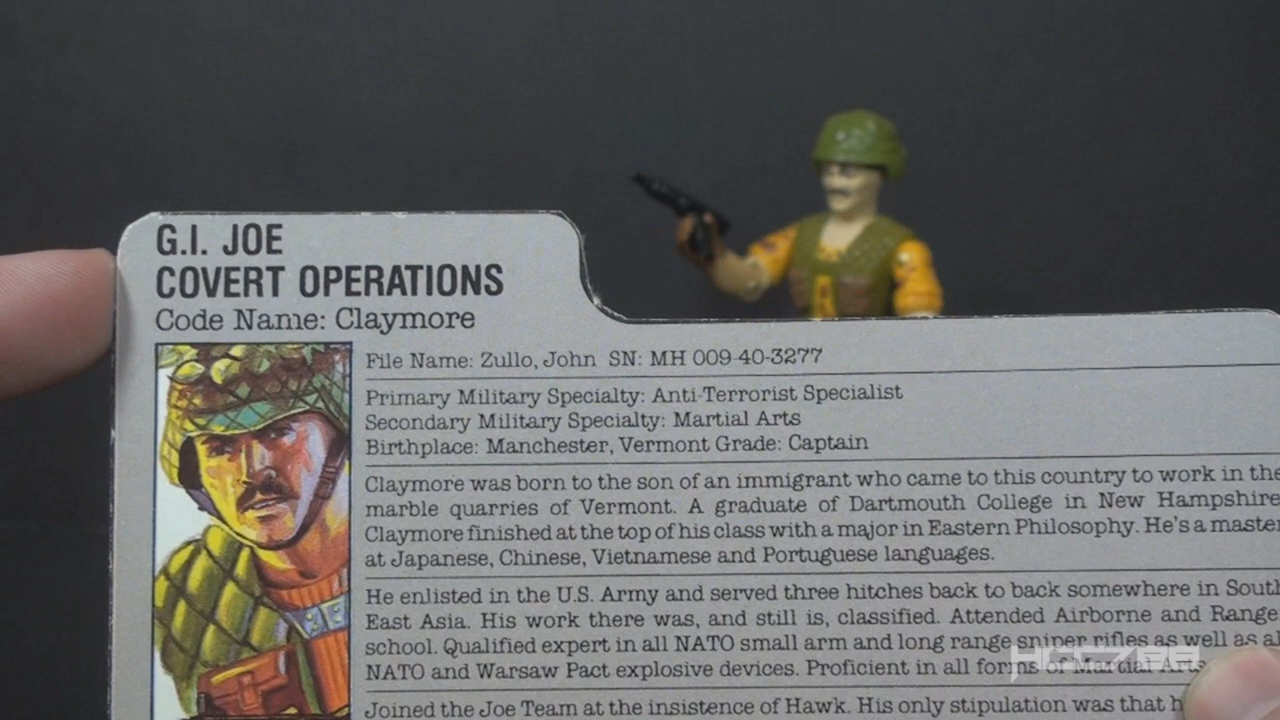 G.I. JOE
COVERT OPERATIONS
Code Name: Claymore
File Name: Zullo, John SN: MH 009-40-3277
Primary Military Specialty: Anti-Terrorist Specialist
Secondary Military Specialty: Martial Arts
Birthplace: Manchester, Vermont Grade: Captain
Claymore was born to the son of an immigrant who came to this country to work in the
marble quarries of Vermont. A graduate of Dartmouth College in New Hampshire
Claymore finished at the top of his class with a major in Eastern Philosophy. He's a master
at Japanese, Chinese, Vietnamese and Portuguese languages.
He enlisted in the U.S. Army and served three hitches back to back somewhere in South
East Asia. His work there was, and still is, classified. Attended Airborne and Range
school. Qualified expert in all NATO small arm and long range sniper rifles as well as al
NATO and Warsaw Pact explosive devices. Proficient in all forms of Martial Arts
HCC788
Joined the Joe Team at the insistence of Hawk. His only stipulation was that h